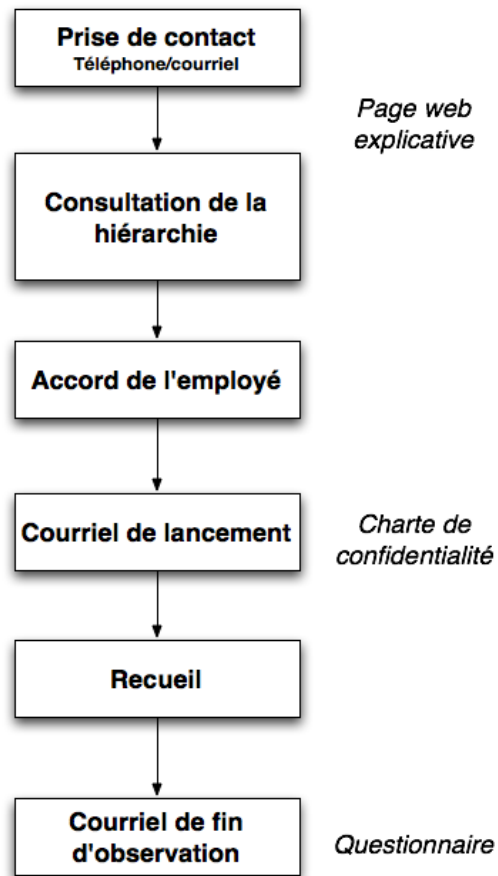 Prise de contact
Téléphone/courriel
Page web
explicative
Consultation de la
hiérarchie
Accord de l'employé
Courriel de lancement
Charte de
confidentialité
Recueil
Courriel de fin
d'observation
Questionnaire